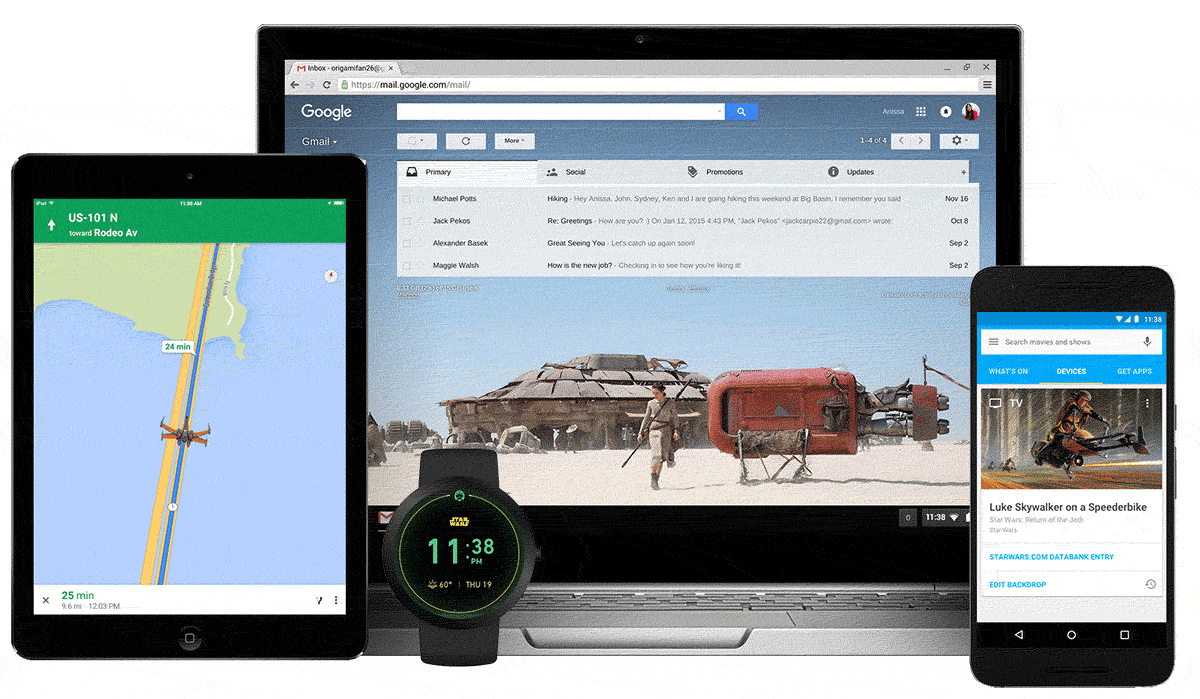 Inbox - origamifan26@g
https://mail.google.com/mail/
Google
Anissa
Gmail
More
1–4 of 4
Primary
Social
Promotions
Updates
+
Michael Potts
Hiking - Hey Anissa, John, Sydney, Ken and I are going hiking this weekend at Big Basin. I remember you said
Nov 16
Jack Pekos
Re: Greetings - How are you? :) On Jan 12, 2015 4:43 PM, "Jack Pekos" <jackcarpie22@gmail.com> wrote:
Oct 8
Alexander Basek
Great Seeing You - Let's catch up again soon!
Sep 2
Maggie Walsh
How is the new job? - Checking in to see how you're liking it!
Sep 2
0
11:38
iPad
11:30 AM
US-101 N
toward Rodeo Av
24 min
25 min
9.6 mi · 12:03 PM
STAR WARS
11:38
PM
60° | THU 19
11:38
Search movies and shows
WHAT'S ON
DEVICES
GET APPS
TV
Luke Skywalker on a Speederbike
Star Wars: Return of the Jedi
Star Wars
STARWARS.COM DATABANK ENTRY
EDIT BACKDROP